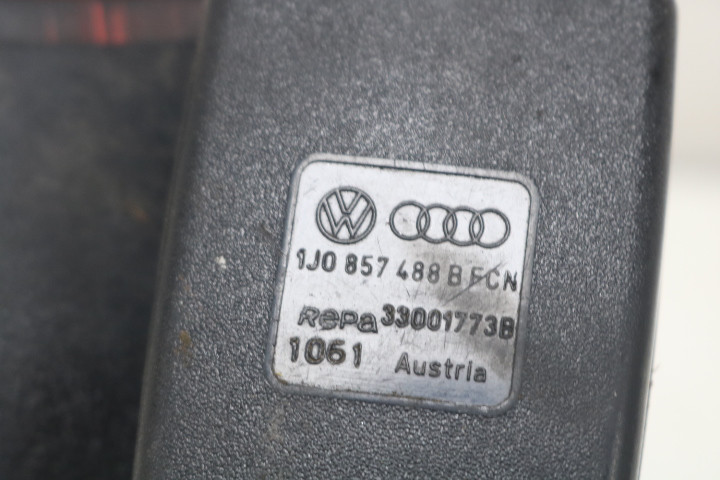 1J0 857 488 B FCN
RePa 33001773B
1061 Austria